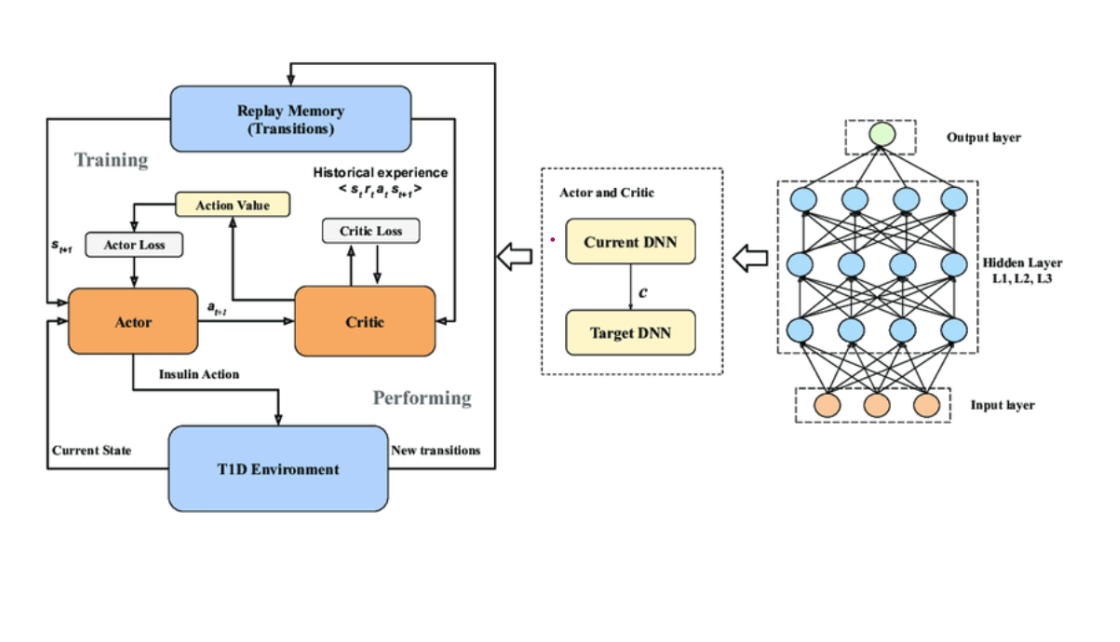 Replay Memory
(Transitions)
Training
Historical experience
< s_t r_t a_t s_{t+1} >
Action Value
Critic Loss
s_{t+1}
Actor Loss
Actor
a_{t+1}
Critic
Insulin Action
Performing
Current State
T1D Environment
New transitions
Actor and Critic
Current DNN
c
Target DNN
Output layer
Hidden Layer
L1, L2, L3
Input layer